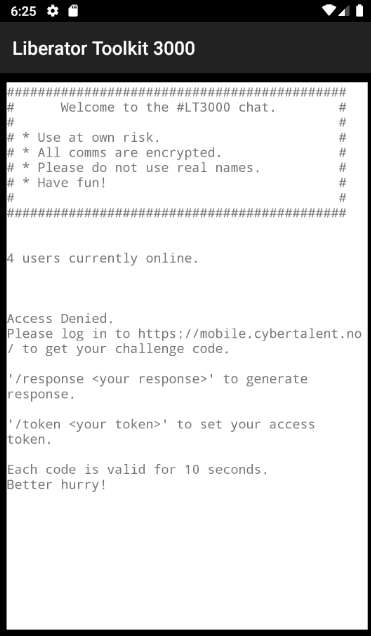 6:25
Liberator Toolkit 3000
############################################
#      Welcome to the #LT3000 chat.        #
#                                          #
# * Use at own risk.                       #
# * All comms are encrypted.               #
# * Please do not use real names.          #
# * Have fun!                              #
#                                          #
############################################
4 users currently online.
Access Denied.
Please log in to https://mobile.cybertalent.no
/ to get your challenge code.
'/response <your response>' to generate
response.
'/token <your token>' to set your access
token.
Each code is valid for 10 seconds.
Better hurry!